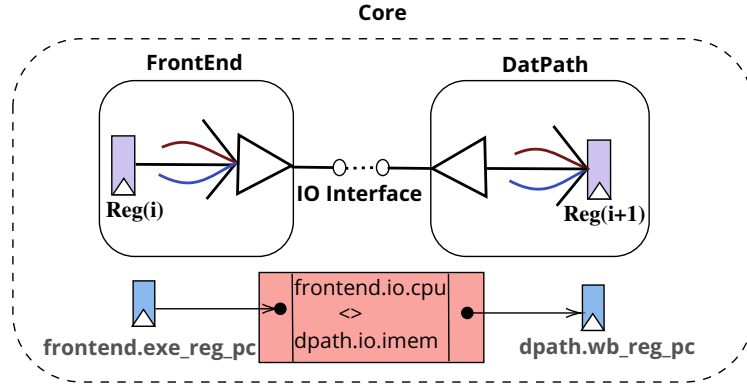 Core
FrontEnd
DatPath
IO Interface
Reg(i)
Reg(i+1)
frontend.io.cpu
<>
dpath.io.imem
frontend.exe_reg_pc
dpath.wb_reg_pc